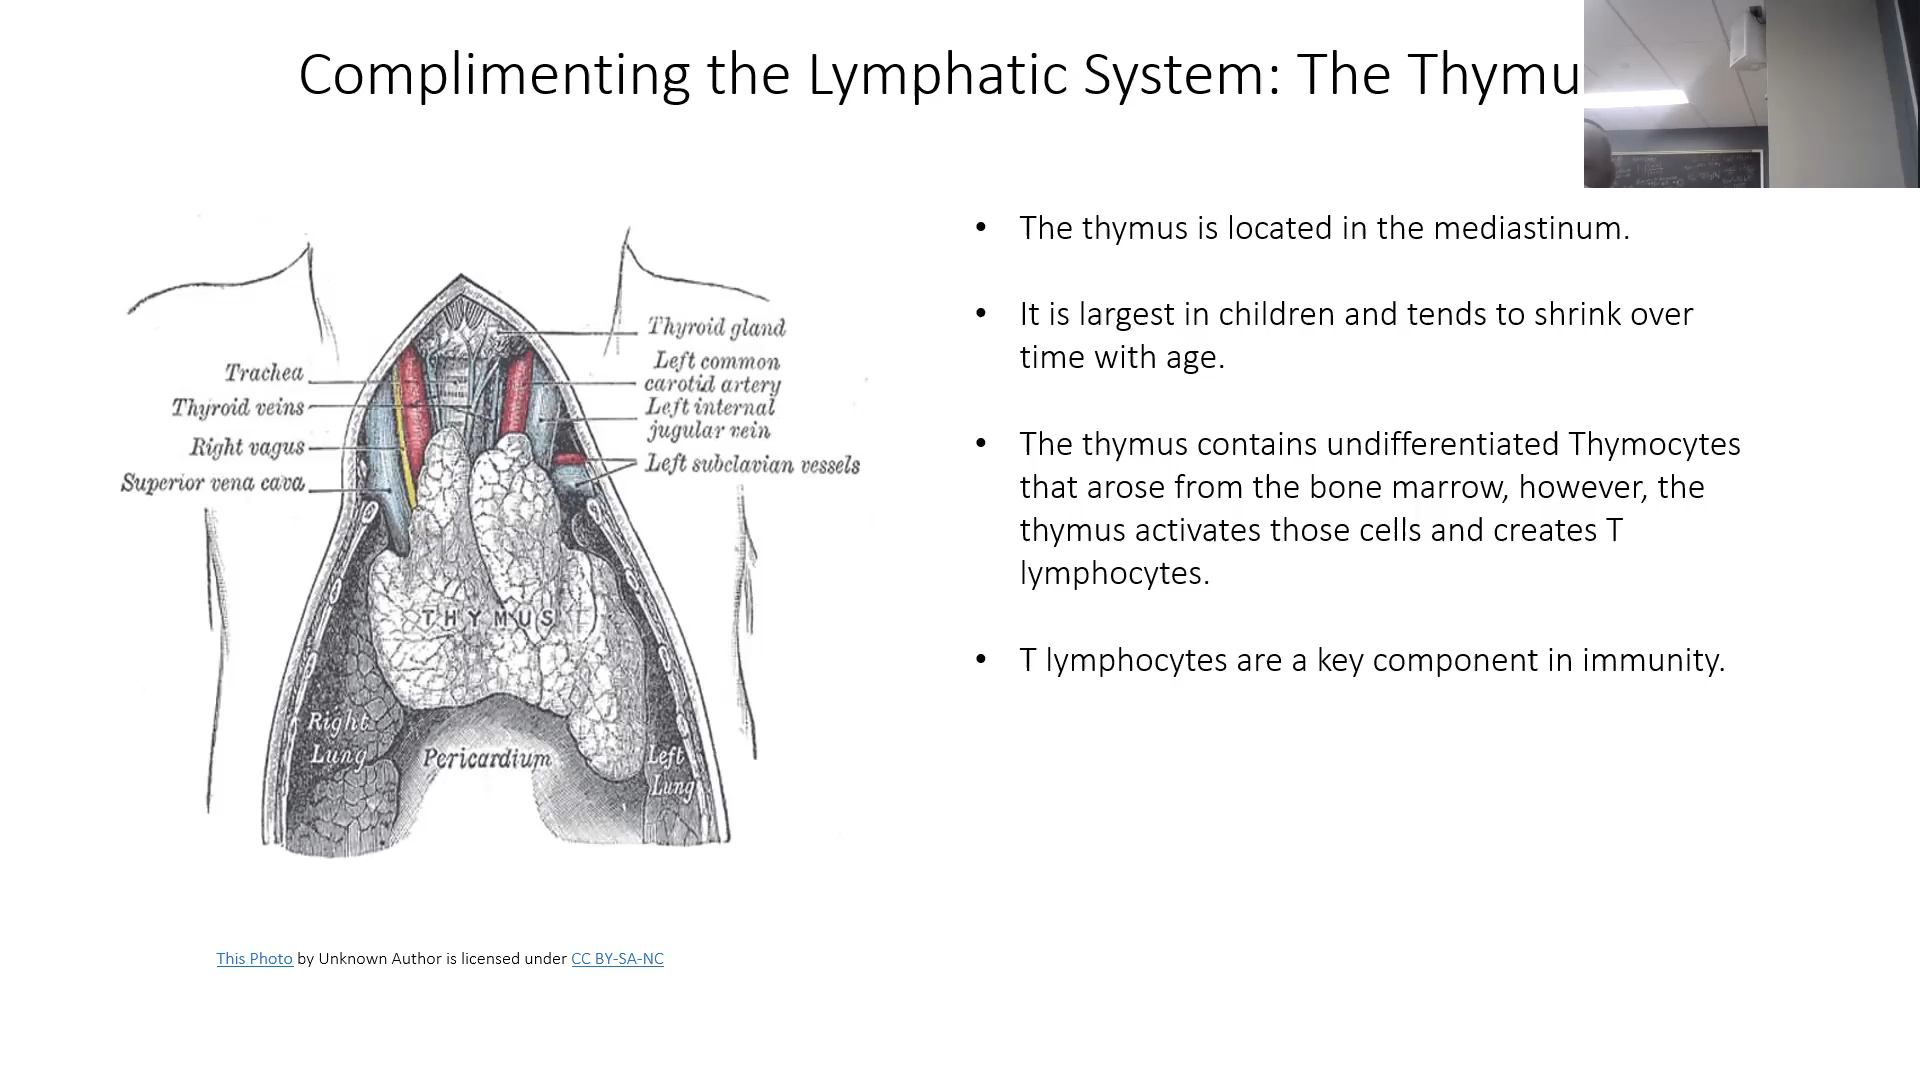 Complimenting the Lymphatic System: The Thymu
• The thymus is located in the mediastinum.
• It is largest in children and tends to shrink over
time with age.
• The thymus contains undifferentiated Thymocytes
that arose from the bone marrow, however, the
thymus activates those cells and creates T
lymphocytes.
• T lymphocytes are a key component in immunity.
Trachea
Thyroid veins
Right vagus
Superior vena cava
Thyroid gland
Left common
carotid artery
Left internal
jugular vein
Left subclavian vessels
THYMUS
Right
Lung
Pericardium
Left
Lung
This Photo by Unknown Author is licensed under CC BY-SA-NC